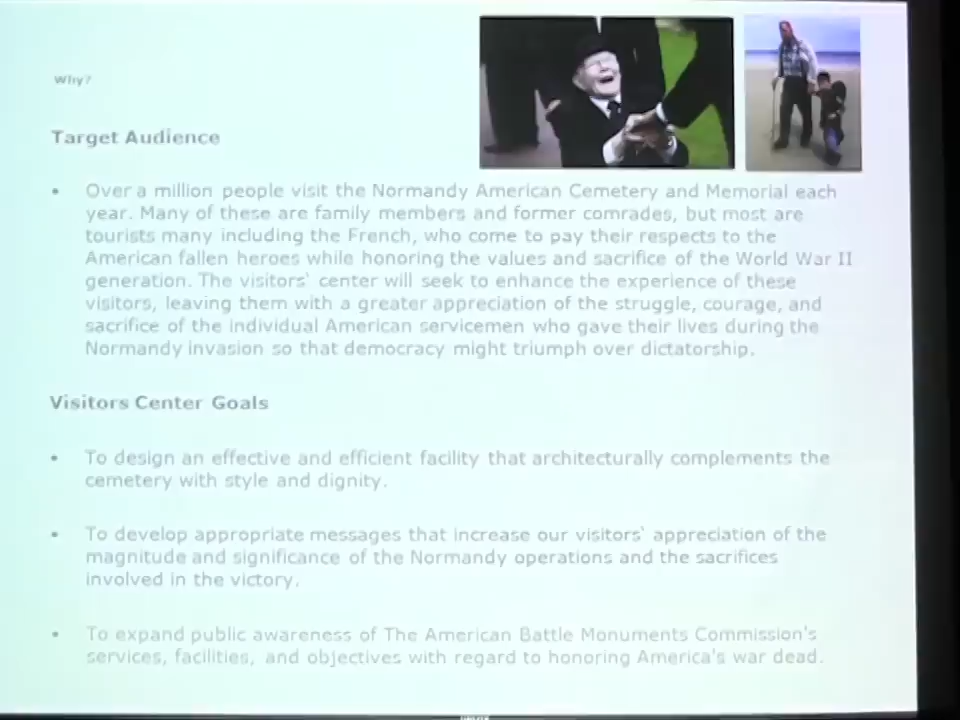 Why?
Target Audience
• Over a million people visit the Normandy American Cemetery and Memorial each
year. Many of these are family members and former comrades, but most are
tourists many including the French, who come to pay their respects to the
American fallen heroes while honoring the values and sacrifice of the World War II
generation. The visitors' center will seek to enhance the experience of these
visitors, leaving them with a greater appreciation of the struggle, courage, and
sacrifice of the individual American servicemen who gave their lives during the
Normandy invasion so that democracy might triumph over dictatorship.
Visitors Center Goals
• To design an effective and efficient facility that architecturally complements the
cemetery with style and dignity.
• To develop appropriate messages that increase our visitors' appreciation of the
magnitude and significance of the Normandy operations and the sacrifices
involved in the victory.
• To expand public awareness of The American Battle Monuments Commission's
services, facilities, and objectives with regard to honoring America's war dead.